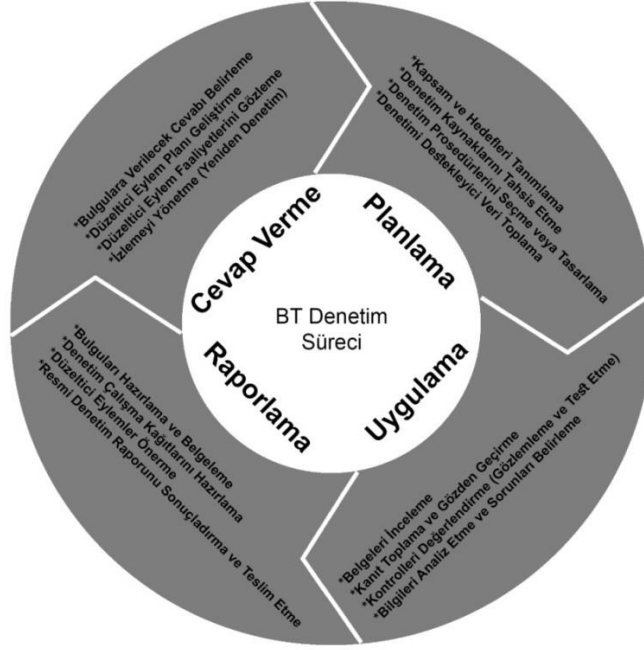 BT Denetim
Süreci
Planlama
*Kapsam ve Hedefleri Tanımlama
*Denetim Kaynaklarını Tahsis Etme
*Denetim Prosedürlerini Seçme veya Tasarlama
*Denetimi Destekleyici Veri Toplama
Uygulama
*Belgeleri İnceleme
*Kanıt Toplama ve Gözden Geçirme
*Kontrolleri Değerlendirme (Gözlemleme ve Test Etme)
*Bilgileri Analiz Etme ve Sorunları Belirleme
Raporlama
*Bulguları Hazırlama ve Belgeleme
*Denetim Çalışma Kağıtlarını Hazırlama
*Düzeltici Eylemler Önerme
*Resmi Denetim Raporunu Sonuçladırma ve Teslim Etme
Cevap Verme
*Bulgulara Verilecek Cevabı Belirleme
*Düzeltici Eylem Planı Geliştirme
*Düzeltici Eylem Faaliyetlerini Gözleme
*İzlemeyi Yönetme (Yeniden Denetim)